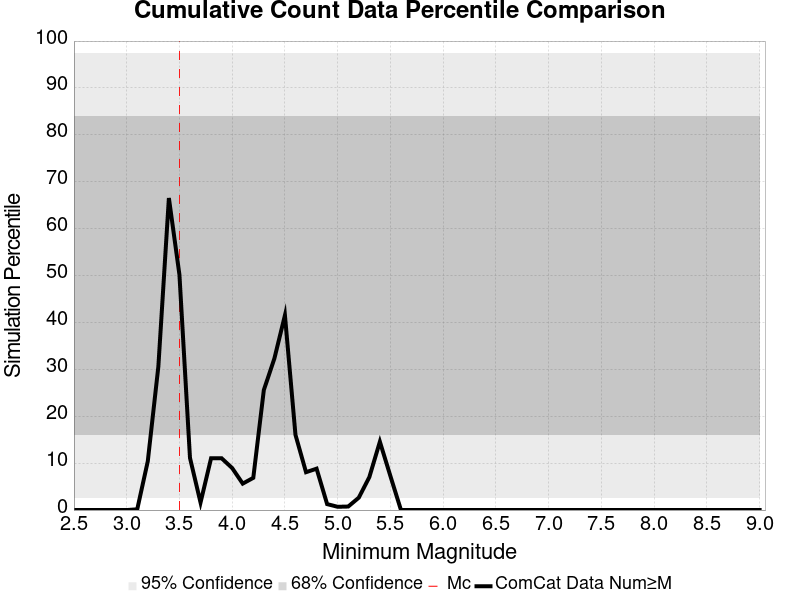 Cumulative Count Data Percentile Comparison
100
90
80
70
60
50
40
30
20
10
0
Simulation Percentile
2.5 3.0 3.5 4.0 4.5 5.0 5.5 6.0 6.5 7.0 7.5 8.0 8.5 9.0
Minimum Magnitude
95% Confidence 68% Confidence Mc ComCat Data Num≥M